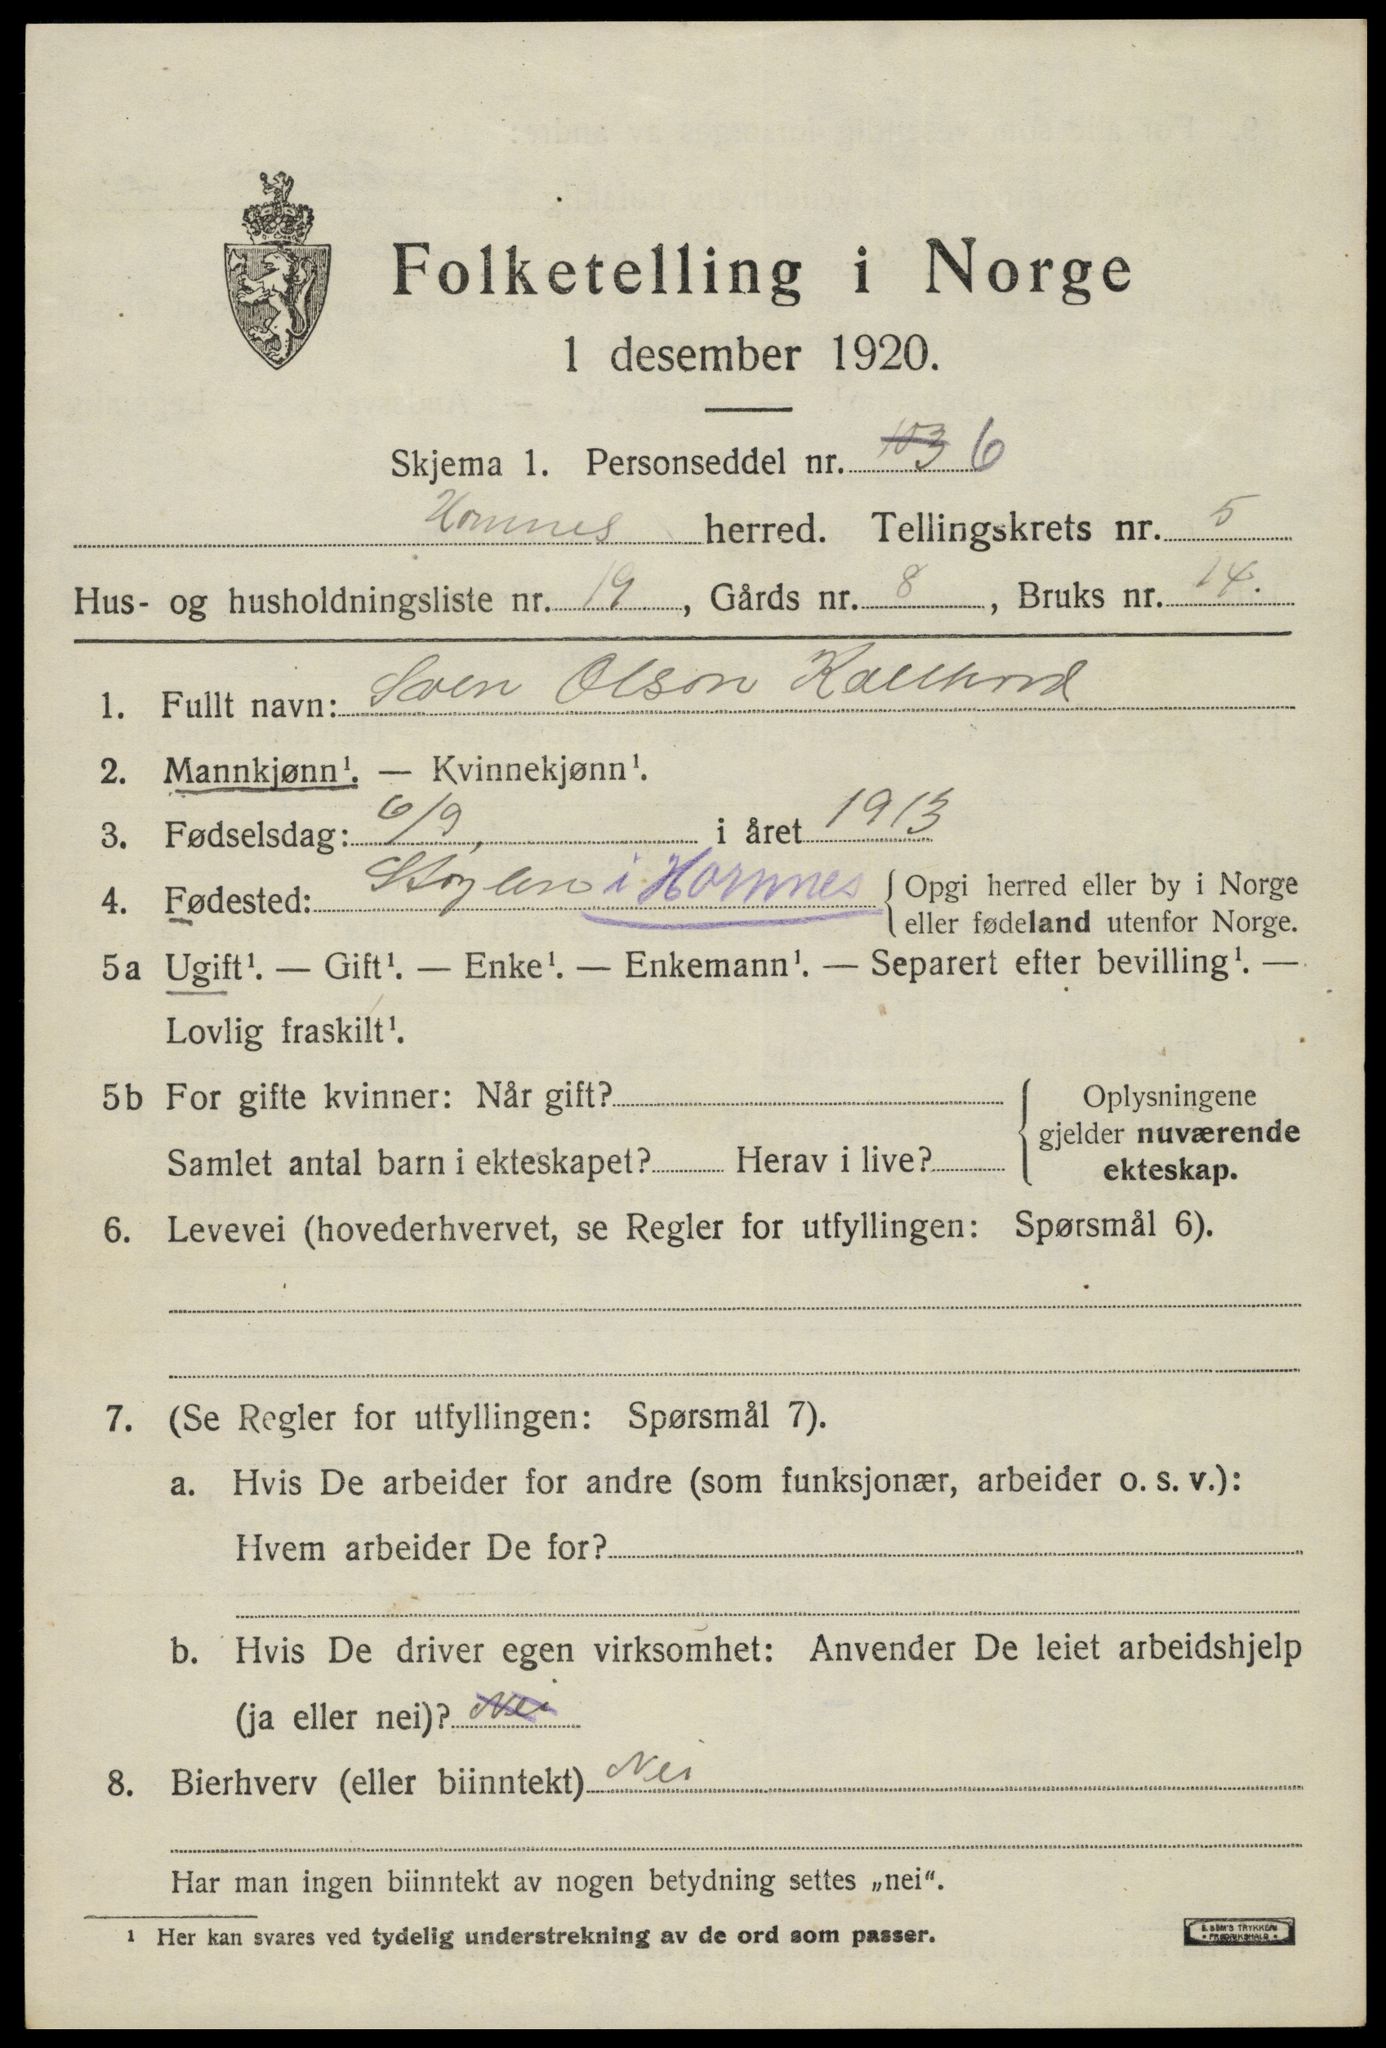 Folketelling i Norge
1 desember 1920.
Skjema 1. Personseddel nr. 103 6
Hornnes herred. Tellingskrets nr. 5
Hus- og husholdningsliste nr. 19, Gårds nr. 8, Bruks nr. 14.
1. Fullt navn: Sven Olson
2. Mannkjønn¹. — Kvinnekjønn¹.
3. Fødselsdag: 6/9, i året 1913
4. Fødested: i Hornnes { Opgi herred eller by i Norge
eller fødeland utenfor Norge.
5a Ugift¹. — Gift¹. — Enke¹. — Enkemann¹. — Separert efter bevilling¹. —
Lovlig fraskilt¹.
5b For gifte kvinner: Når gift? { Oplysningene
gjelder nuværende
Samlet antal barn i ekteskapet? Herav i live?
ekteskap.
6. Levevei (hovederhvervet, se Regler for utfyllingen: Spørsmål 6).
7. (Se Regler for utfyllingen: Spørsmål 7).
a. Hvis De arbeider for andre (som funksjonær, arbeider o. s. v.):
Hvem arbeider De for?
b. Hvis De driver egen virksomhet: Anvender De leiet arbeidshjelp
(ja eller nei)? Nei
8. Bierhverv (eller biinntekt) Nei
Har man ingen biinntekt av nogen betydning settes „nei".
¹ Her kan svares ved tydelig understrekning av de ord som passer.
E. SEM'S TRYKKERI
• FREDRIKSHALD •